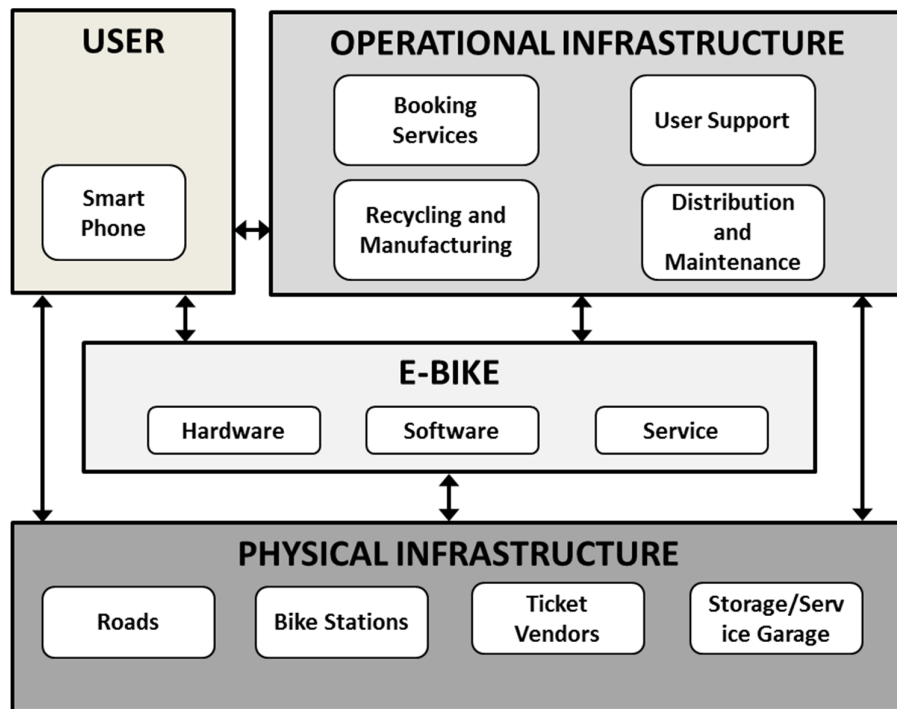 USER
Smart
Phone
OPERATIONAL INFRASTRUCTURE
Booking
Services
User Support
Recycling and
Manufacturing
Distribution
and
Maintenance
E-BIKE
Hardware
Software
Service
PHYSICAL INFRASTRUCTURE
Roads
Bike Stations
Ticket
Vendors
Storage/Serv
ice Garage